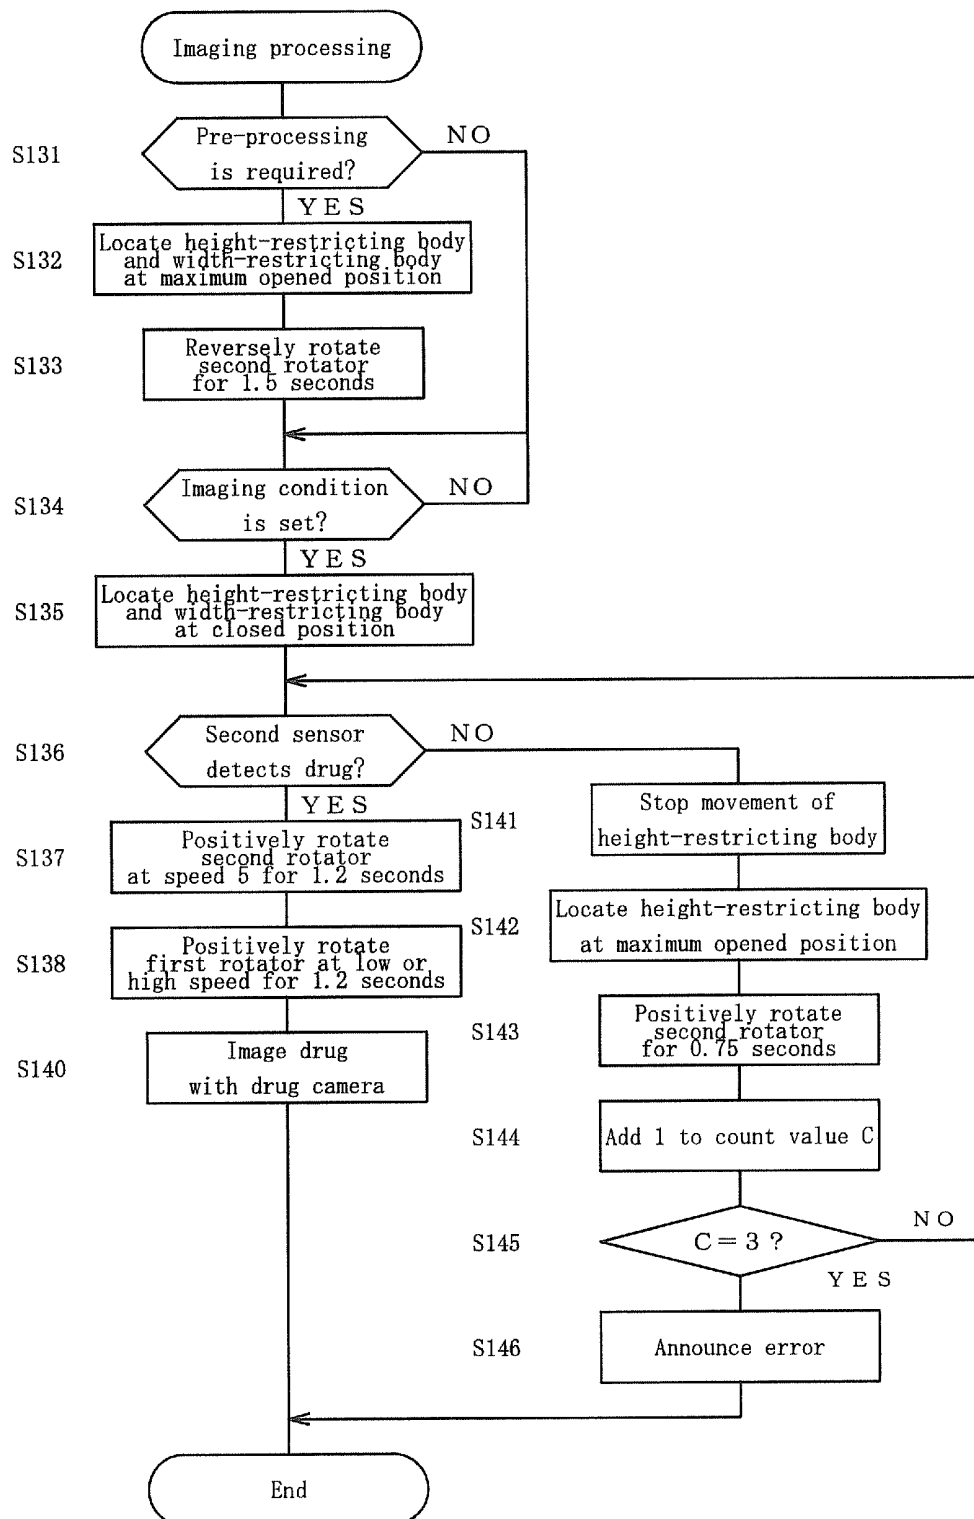 Imaging processing
S131
Pre-processing
is required?
NO
YES
S132
Locate height-restricting body
and width-restricting body
at maximum opened position
S133
Reversely rotate
second rotator
for 1.5 seconds
S134
Imaging condition
is set?
NO
YES
S135
Locate height-restricting body
and width-restricting body
at closed position
S136
Second sensor
detects drug?
NO
YES
S137
Positively rotate
second rotator
at speed 5 for 1.2 seconds
S138
Positively rotate
first rotator at low or
high speed for 1.2 seconds
S140
Image drug
with drug camera
S141
Stop movement of
height-restricting body
S142
Locate height-restricting body
at maximum opened position
S143
Positively rotate
second rotator
for 0.75 seconds
S144
Add 1 to count value C
S145
C=3?
NO
YES
S146
Announce error
End